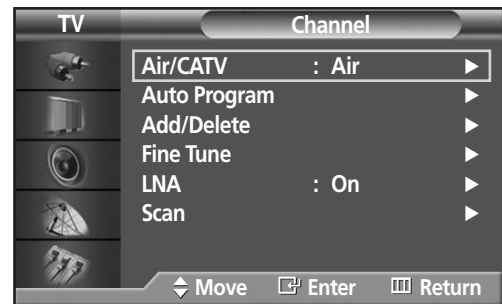 TV Channel
Air/CATV : Air
Auto Program
Add/Delete
Fine Tune
LNA : On
Scan
Move Enter Return